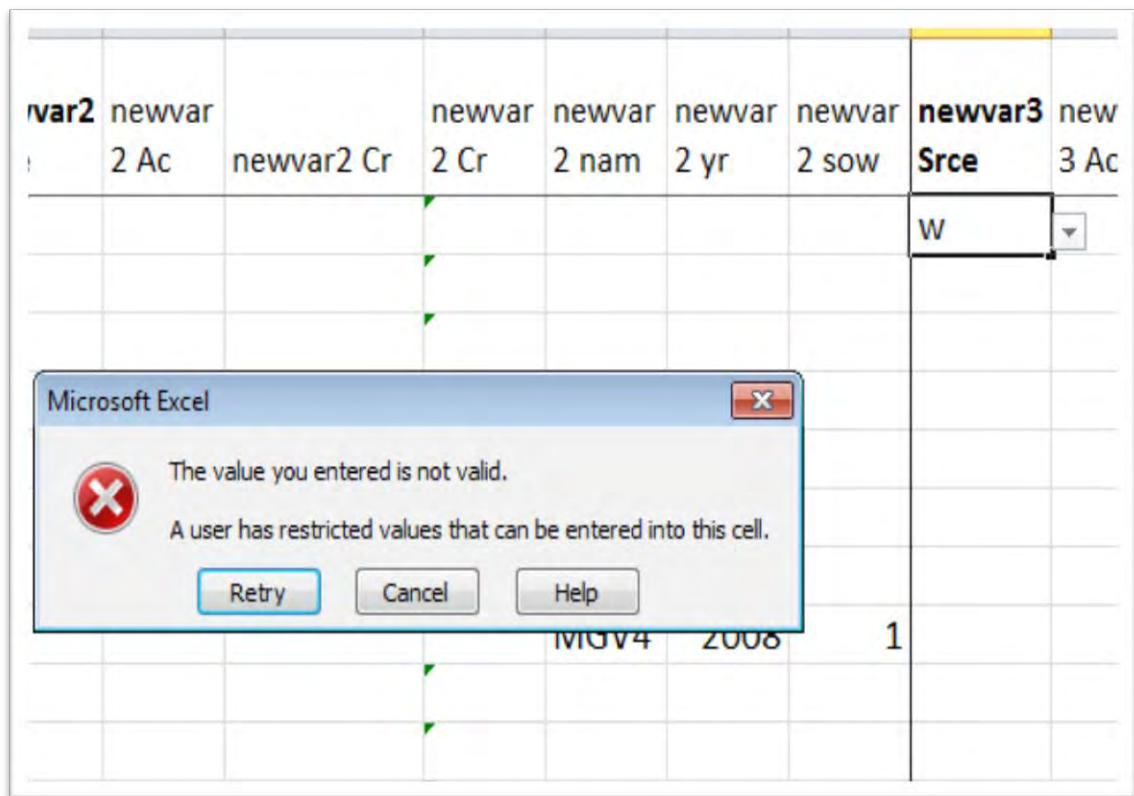 newvar newvar newvar newvar newvar newvar3 new
2 Ac newvar2 Cr 2 Cr 2 nam 2 yr 2 sow Srce 3 Ac
W
Microsoft Excel
The value you entered is not valid.
A user has restricted values that can be entered into this cell.
Retry Cancel Help
MGV4 2008 1